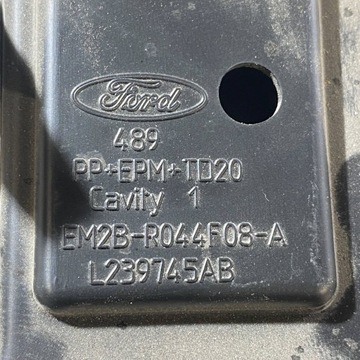 Ford
489
PP+EPM+TD20
Cavity 1
EM2B-R044F08-A
L239745AB